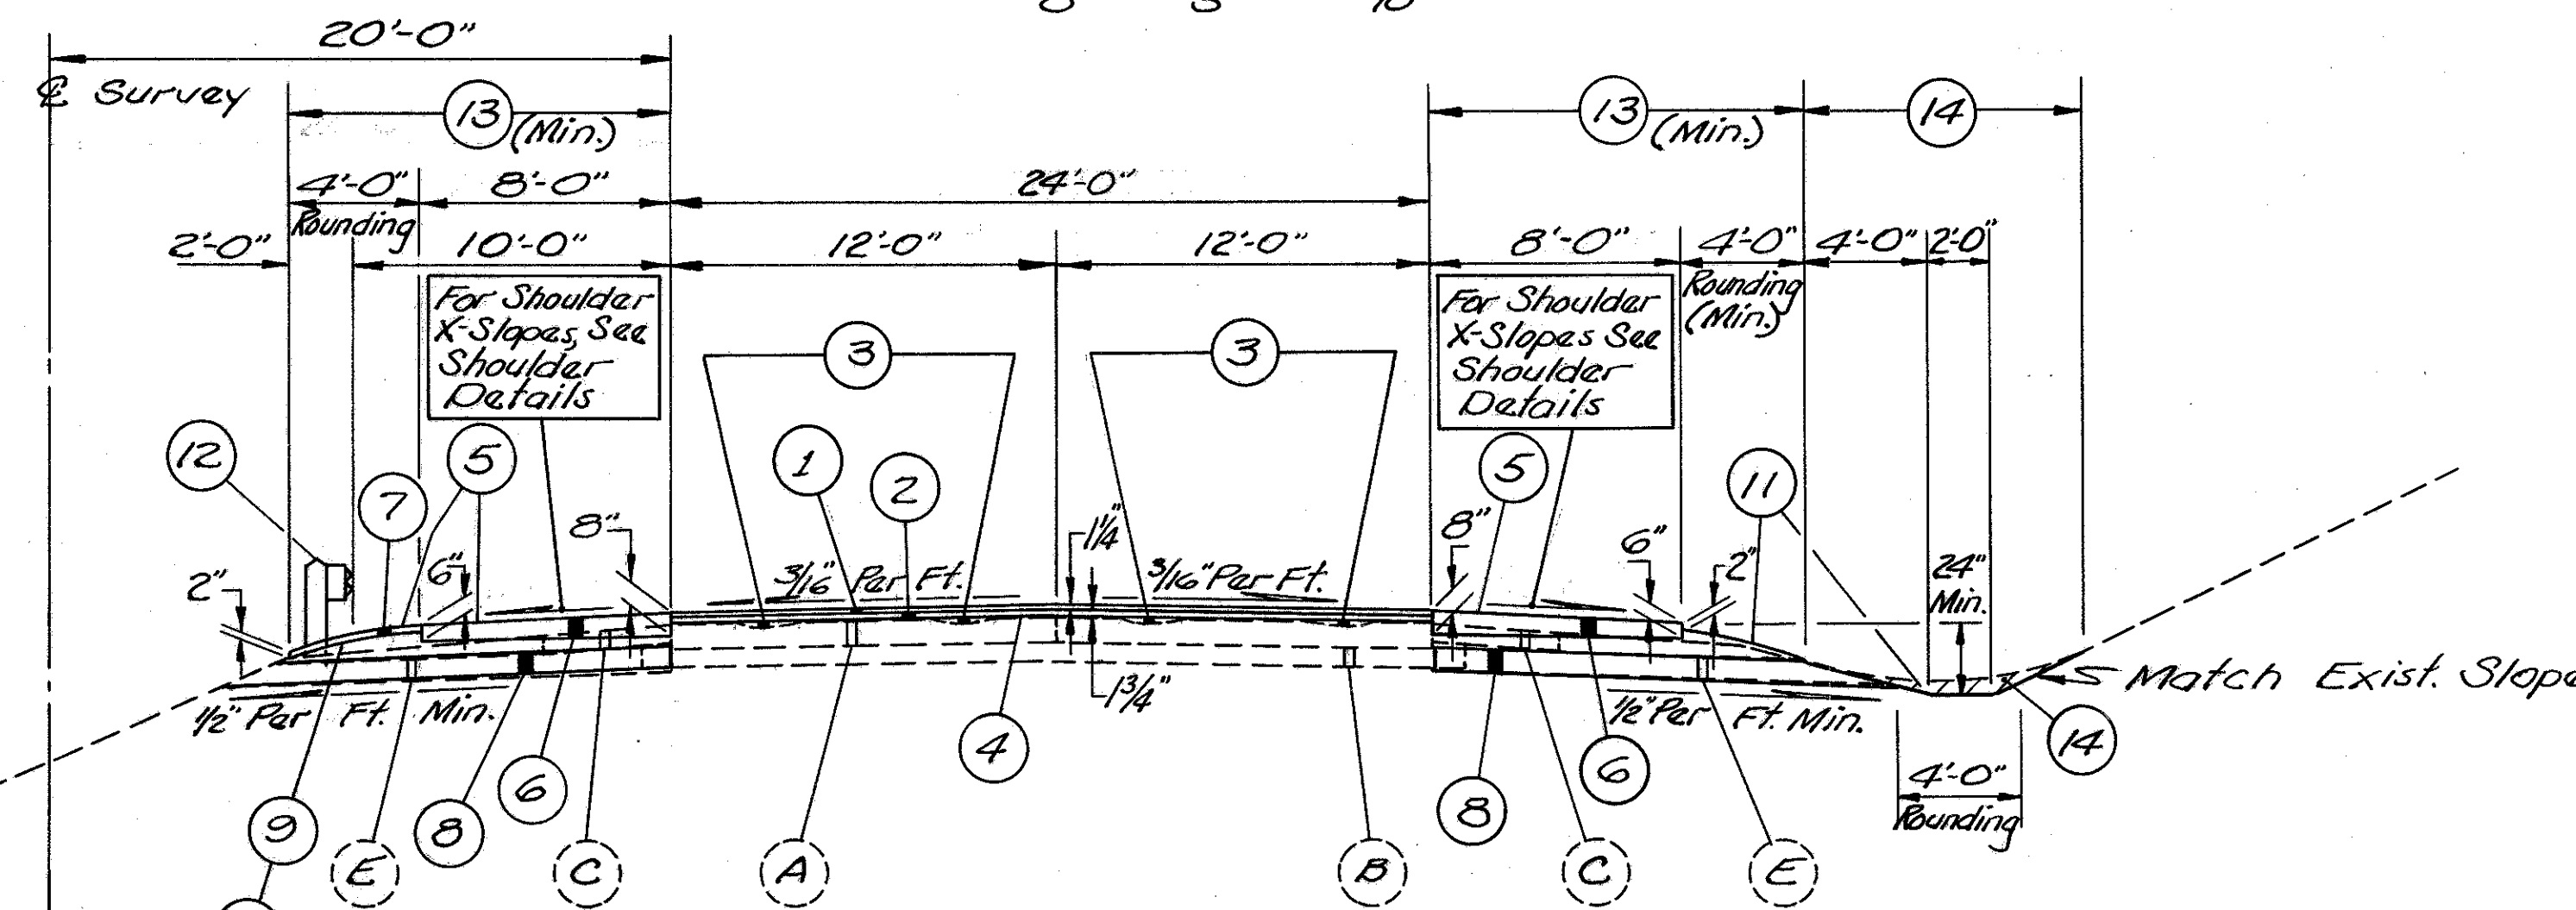 20'-0"
℄ Survey
13
(Min.)
13
(Min.)
14
4'-0"
Rounding
8'-0"
24'-0"
2'-0"
10'-0"
12'-0"
12'-0"
8'-0"
4'-0"
Rounding
(Min.)
4'-0"
2'-0"
For Shoulder
X-Slopes, See
Shoulder
Details
For Shoulder
X-Slopes See
Shoulder
Details
3
3
12
7
5
1
2
5
11
2"
6"
8"
3/16" Per Ft.
1 1/4"
3/16" Per Ft.
8"
6"
2"
24"
Min.
1/2" Per Ft. Min.
1 3/4"
1/2" Per Ft. Min.
Match Exist. Slope
14
4'-0"
Rounding
9
E
8
6
C
A
4
B
8
C
6
E